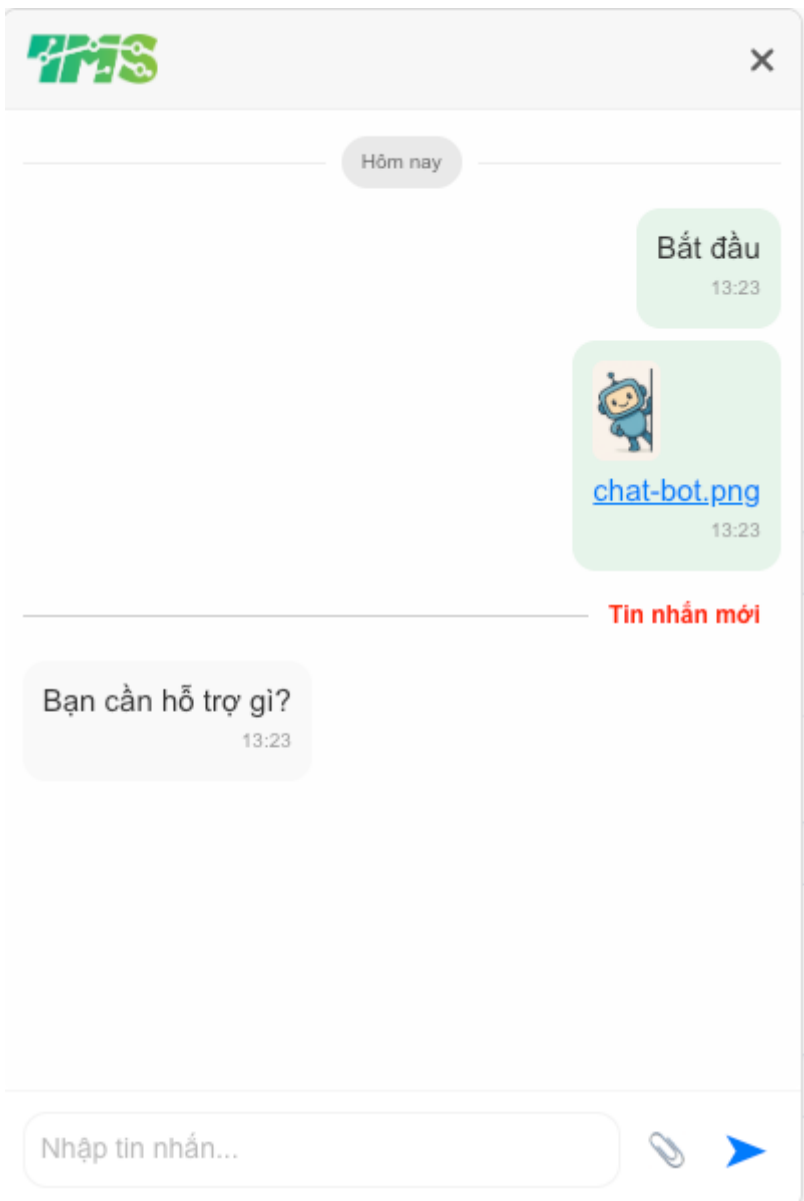 TMS
Hôm nay
Bắt đầu
13:23
chat-bot.png
13:23
Tin nhắn mới
Bạn cần hỗ trợ gì?
13:23
Nhập tin nhắn...